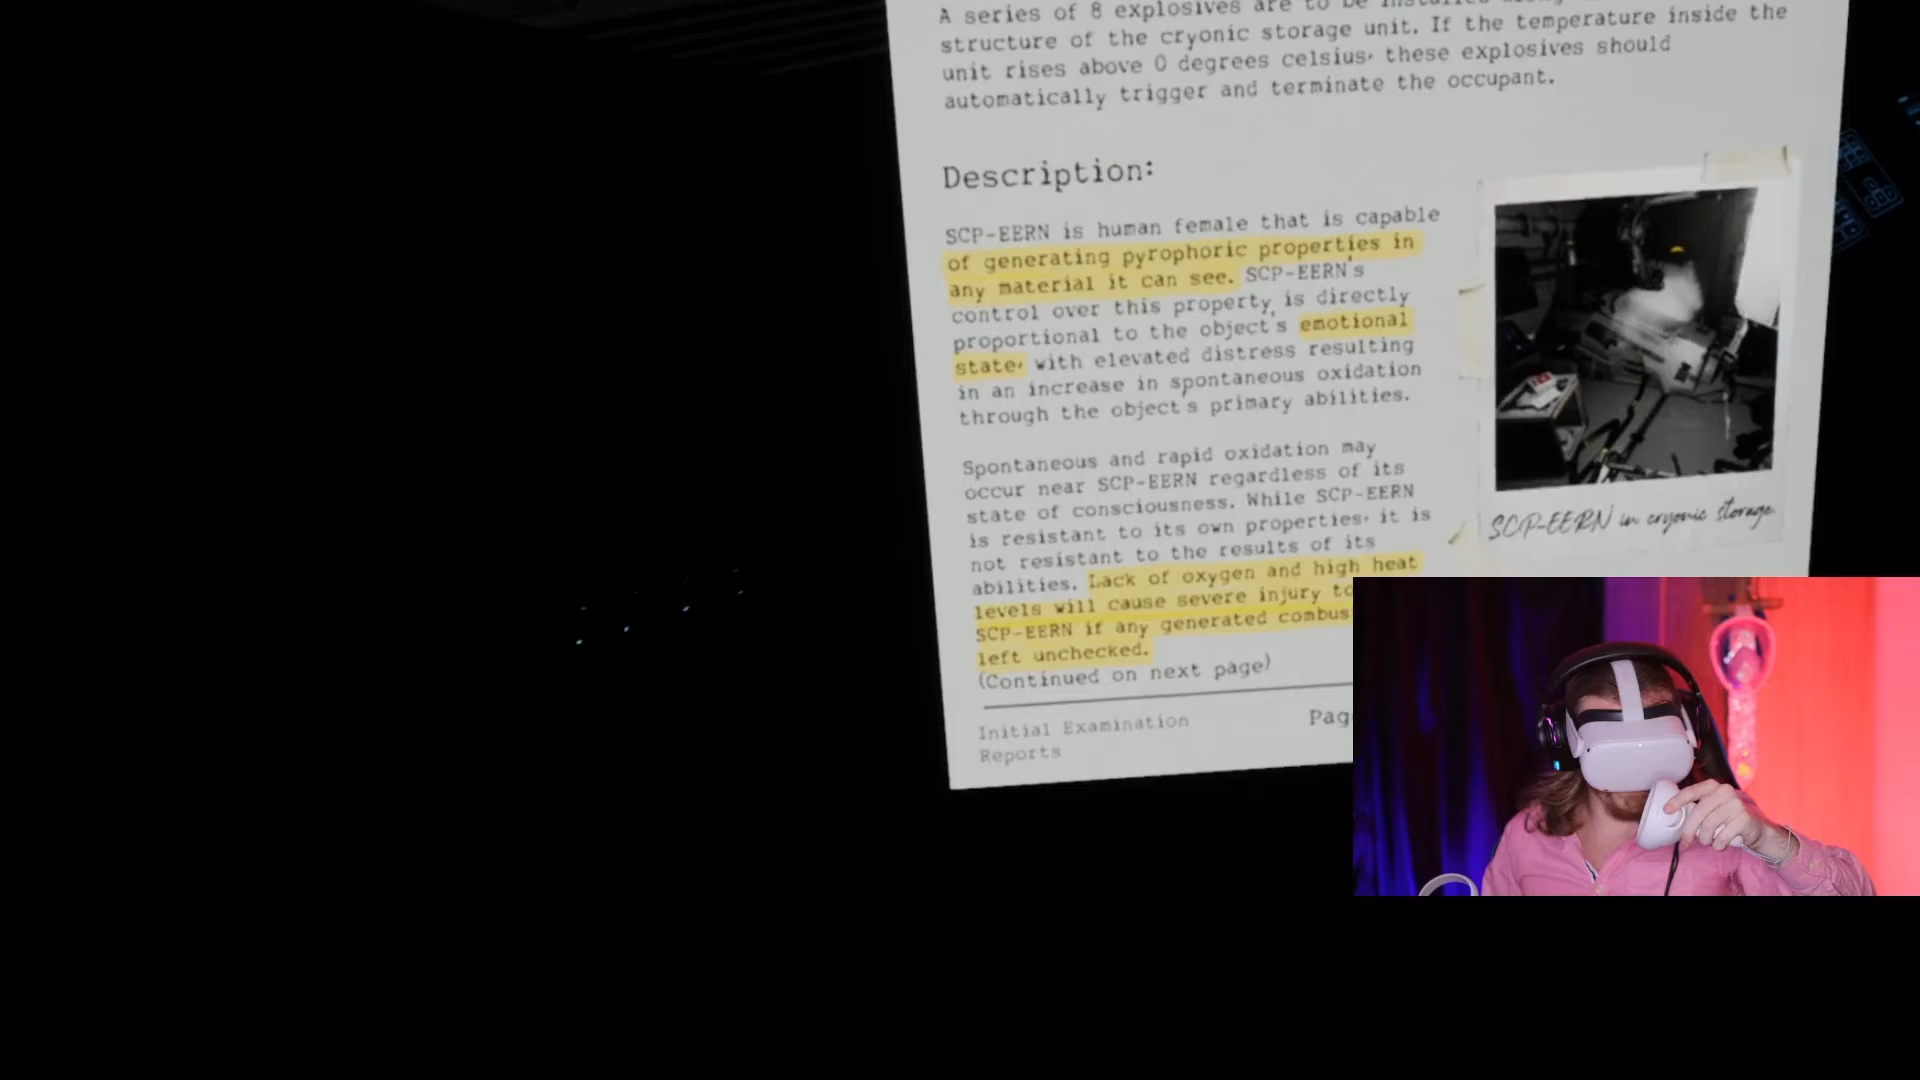 A series of 8 explosives are to be installed
structure of the cryonic storage unit. If the temperature inside the
unit rises above 0 degrees celsius, these explosives should
automatically trigger and terminate the occupant.
Description:
SCP-EERN is human female that is capable
of generating pyrophoric properties in
any material it can see. SCP-EERN's
control over this property, is directly
proportional to the object's emotional
state, with elevated distress resulting
in an increase in spontaneous oxidation
through the object's primary abilities.
Spontaneous and rapid oxidation may
occur near SCP-EERN regardless of its
state of consciousness. While SCP-EERN
is resistant to its own properties, it is
not resistant to the results of its
abilities. Lack of oxygen and high heat
levels will cause severe injury to
SCP-EERN if any generated combus
left unchecked.
(Continued on next page)
SCP-EERN in cryonic storage
Initial Examination
Reports
Pag